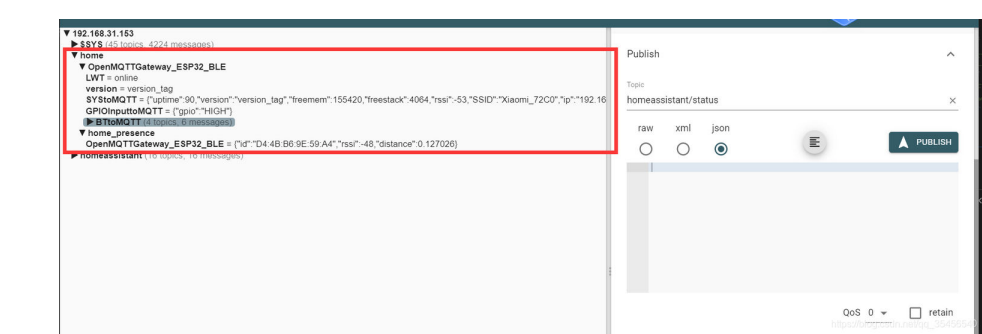 ▼ 192.168.31.153
▶ $SYS (45 topics, 4224 messages)
▼ home
▼ OpenMQTTGateway_ESP32_BLE
LWT = online
version = version_tag
SYStoMQTT = {"uptime":90,"version":"version_tag","freemem":155420,"freestack":4064,"rssi":-53,"SSID":"Xiaomi_72C0","ip":"192.16
GPIOInputtoMQTT = {"gpio":"HIGH"}
▶ BTtoMQTT (4 topics, 6 messages)
▼ home_presence
OpenMQTTGateway_ESP32_BLE = {"id":"D4:4B:B6:9E:59:A4","rssi":-48,"distance":0.127026}
▶ homeassistant (16 topics, 16 messages)
Publish
Topic
homeassistant/status
raw xml json
PUBLISH
QoS 0 retain